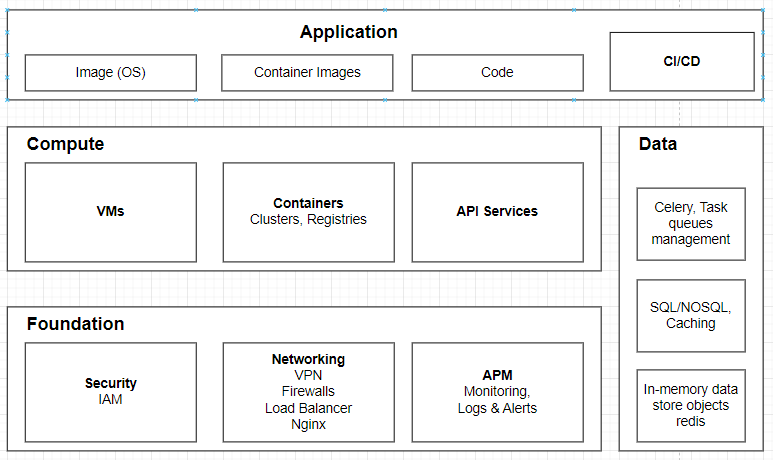 Application
Image (OS)
Container Images
Code
CI/CD
Compute
VMs
Containers
Clusters, Registries
API Services
Data
Celery, Task
queues
management
SQL/NOSQL,
Caching
In-memory data
store objects
redis
Foundation
Security
IAM
Networking
VPN
Firewalls
Load Balancer
Nginx
APM
Monitoring,
Logs & Alerts